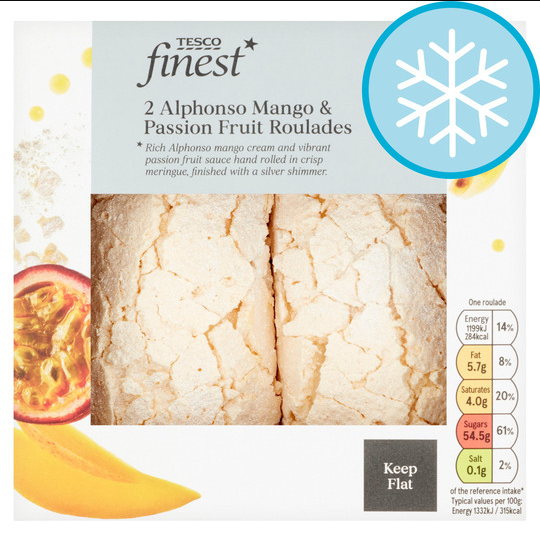 TESCO
finest*
2 Alphonso Mango &
Passion Fruit Roulades
* Rich Alphonso mango cream and vibrant
passion fruit sauce hand rolled in crisp
meringue, finished with a silver shimmer.
One roulade
Energy
1199kJ
284kcal
14%
Fat
5.7g
8%
Saturates
4.0g
20%
Sugars
54.5g
61%
Salt
0.1g
2%
of the reference intake*
Typical values per 100g:
Energy 1332kJ / 315kcal
Keep
Flat